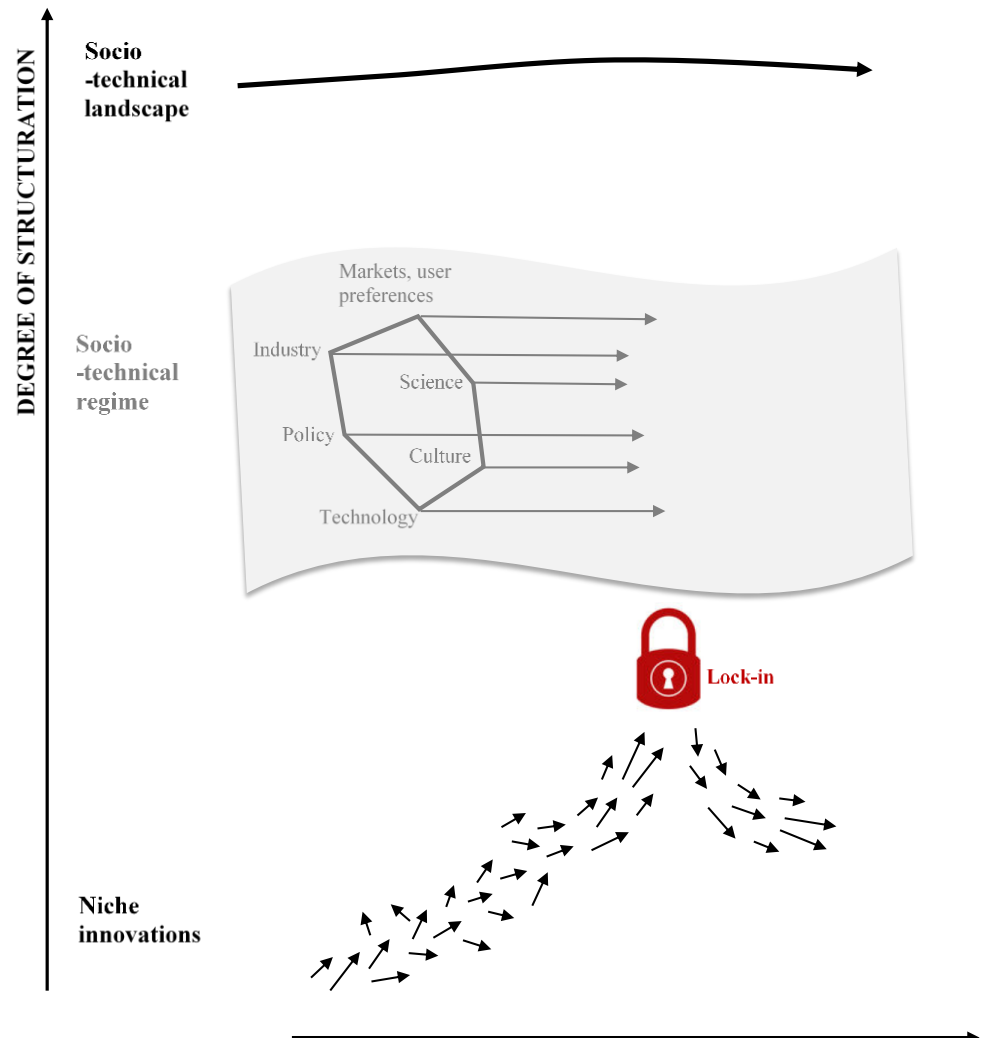 DEGREE OF STRUCTURATION
Socio
-technical
landscape
Markets, user
preferences
Socio
-technical
regime
Industry
Science
Policy
Culture
Technology
Lock-in
Niche
innovations